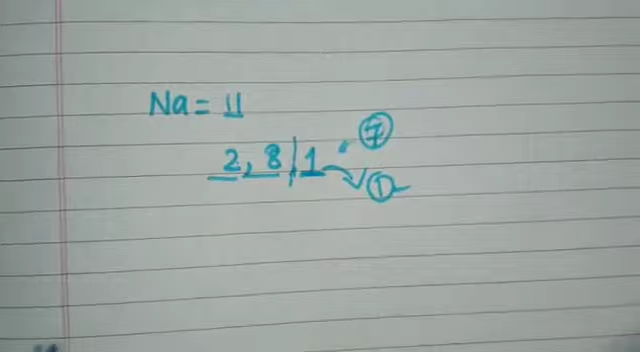 Na = 11
2, 8 | 1 7
1